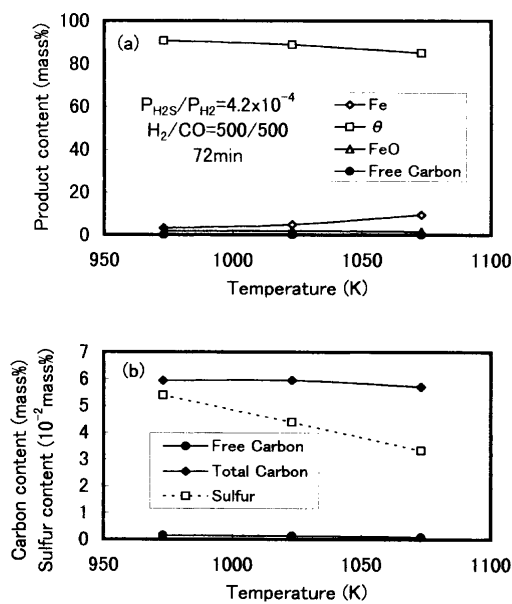 (a)
Product content (mass%)
100
80
60
40
20
0
P_H2S/P_H2=4.2x10^-4
H2/CO=500/500
72min
Fe
θ
FeO
Free Carbon
950
1000
1050
1100
Temperature (K)
(b)
Carbon content (mass%)
Sulfur content (10^-2 mass%)
7
6
5
4
3
2
1
0
Free Carbon
Total Carbon
Sulfur
950
1000
1050
1100
Temperature (K)